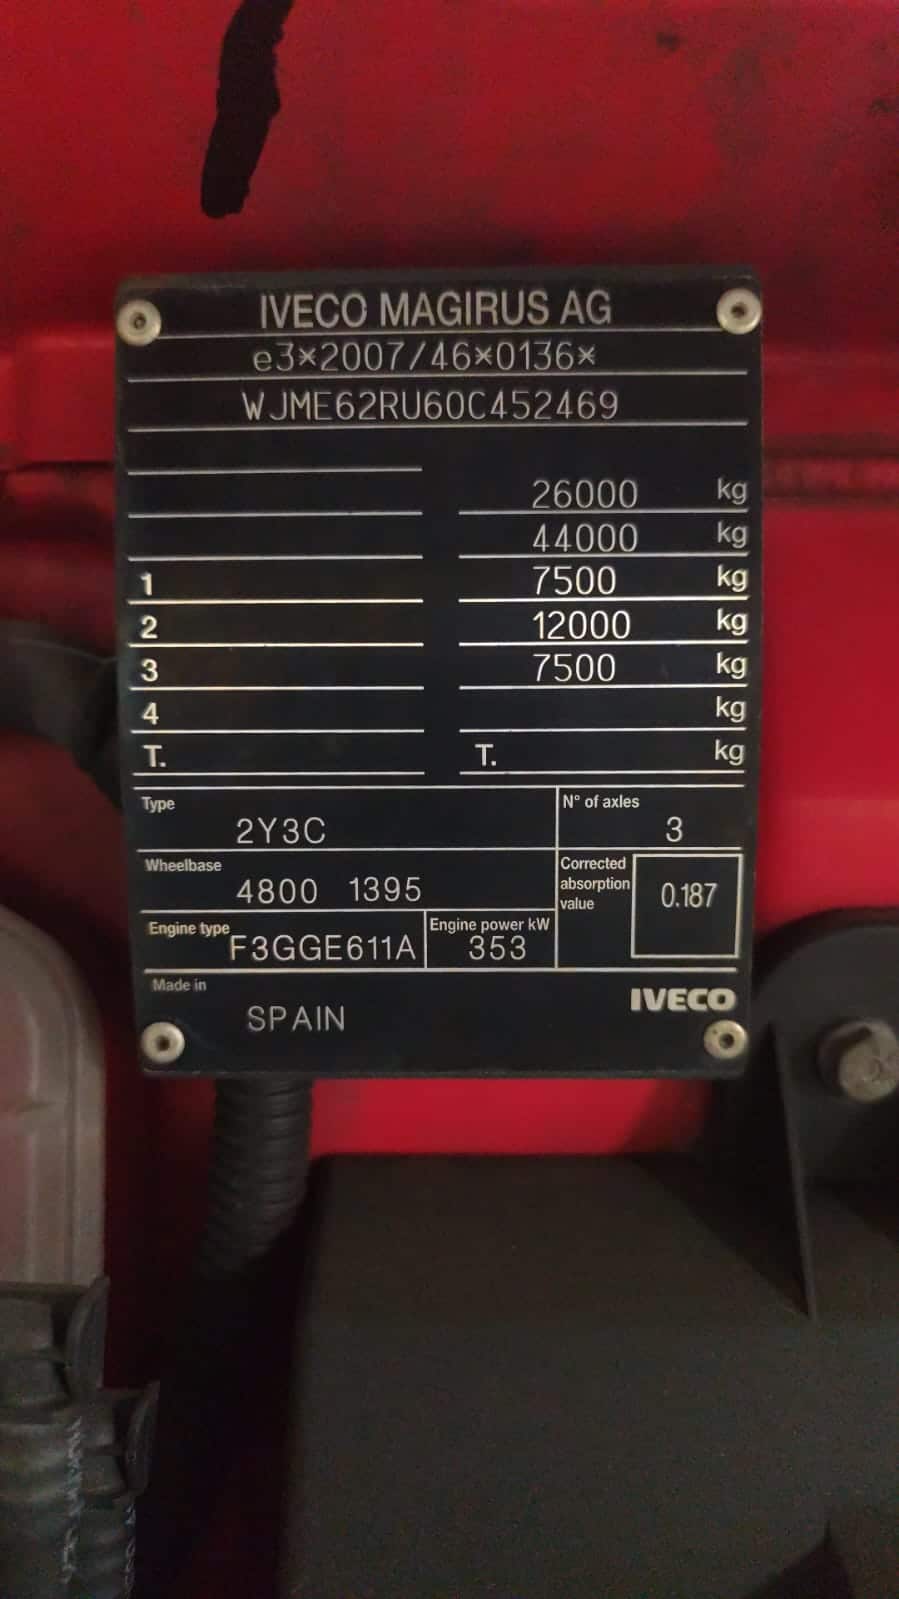 IVECO MAGIRUS AG
e3*2007/46*0136*
WJME62RU60C452469
26000 kg
44000 kg
1 7500 kg
2 12000 kg
3 7500 kg
4 kg
T. T. kg
Type 2Y3C
N° of axles 3
Wheelbase 4800 1395
Corrected absorption value 0.187
Engine type F3GGE611A
Engine power kW 353
Made in SPAIN
IVECO